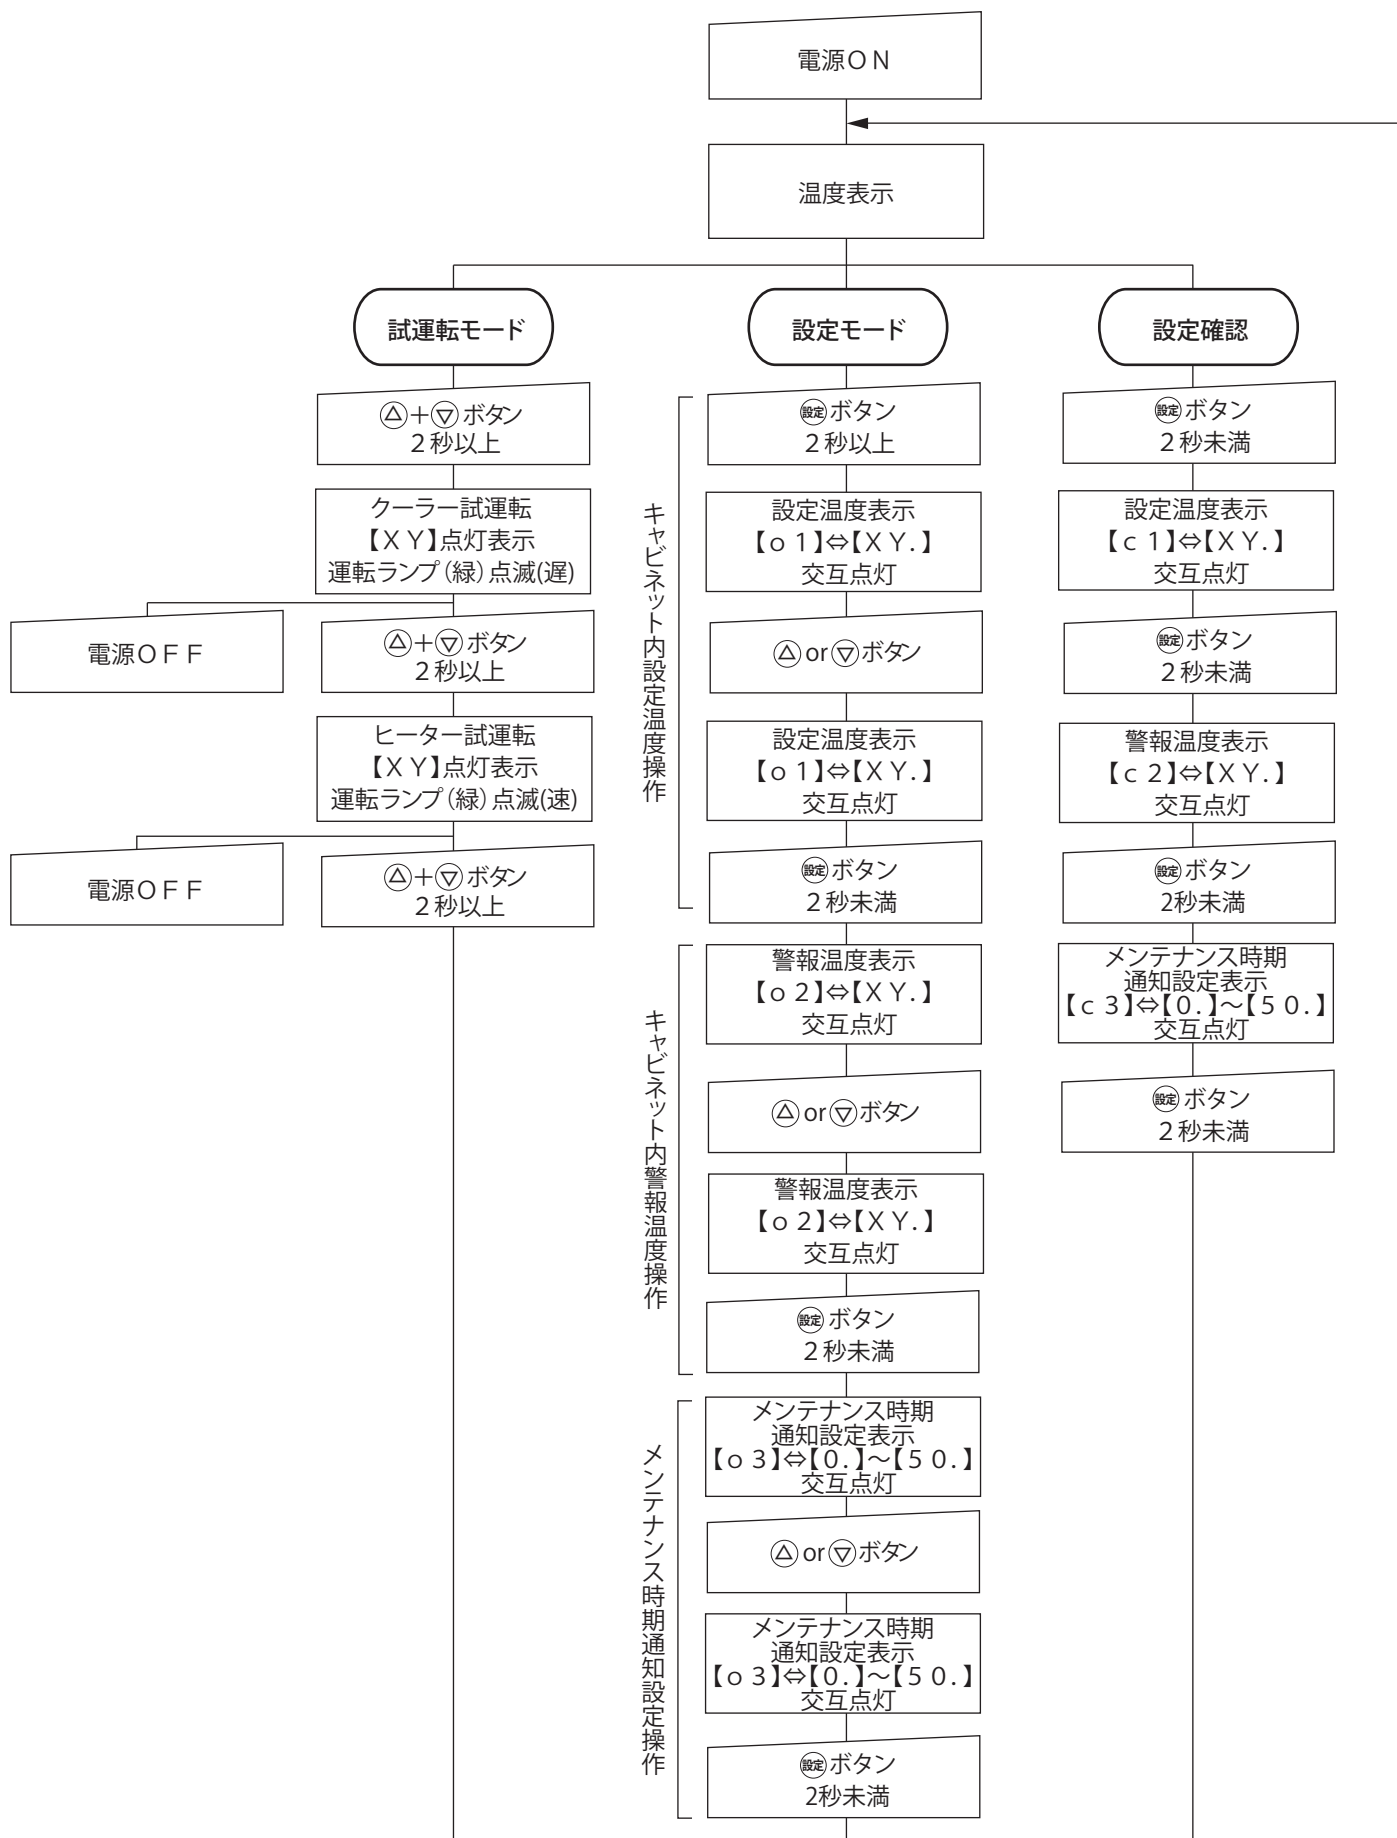 電源ＯＮ
温度表示
試運転モード
△＋▽ボタン
２秒以上
クーラー試運転
【ＸＹ】点灯表示
運転ランプ（緑）点滅(遅)
電源ＯＦＦ
△＋▽ボタン
２秒以上
ヒーター試運転
【ＸＹ】点灯表示
運転ランプ（緑）点滅(速)
電源ＯＦＦ
△＋▽ボタン
２秒以上
設定モード
キャビネット内設定温度操作
設定ボタン
２秒以上
設定温度表示
【ｏ１】⇔【ＸＹ．】
交互点灯
△or▽ボタン
設定温度表示
【ｏ１】⇔【ＸＹ．】
交互点灯
設定ボタン
２秒未満
キャビネット内警報温度操作
警報温度表示
【ｏ２】⇔【ＸＹ．】
交互点灯
△or▽ボタン
警報温度表示
【ｏ２】⇔【ＸＹ．】
交互点灯
設定ボタン
２秒未満
メンテナンス時期通知設定操作
メンテナンス時期
通知設定表示
【ｏ３】⇔【０．】～【５０．】
交互点灯
△or▽ボタン
メンテナンス時期
通知設定表示
【ｏ３】⇔【０．】～【５０．】
交互点灯
設定ボタン
2秒未満
設定確認
設定ボタン
２秒未満
設定温度表示
【ｃ１】⇔【ＸＹ．】
交互点灯
設定ボタン
２秒未満
警報温度表示
【ｃ２】⇔【ＸＹ．】
交互点灯
設定ボタン
2秒未満
メンテナンス時期
通知設定表示
【ｃ３】⇔【０．】～【５０．】
交互点灯
設定ボタン
２秒未満